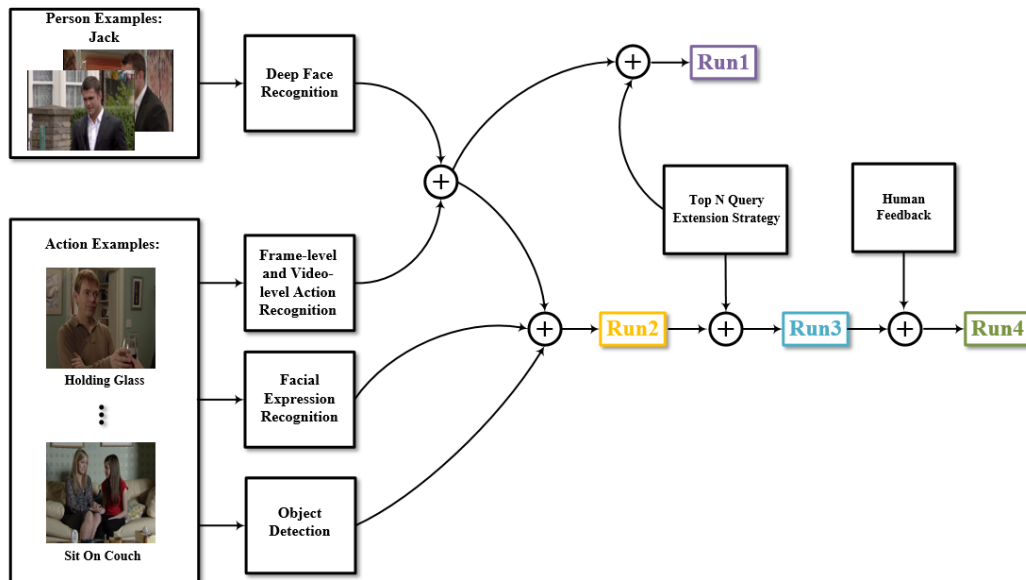 Person Examples:
Jack
Deep Face
Recognition
Run1
Top N Query
Extension Strategy
Human
Feedback
Action Examples:
Frame-level and
and Video-
level Action
Recognition
Holding Glass
Facial
Expression
Recognition
Run2
Run3
Run4
Object
Detection
Sit On Couch